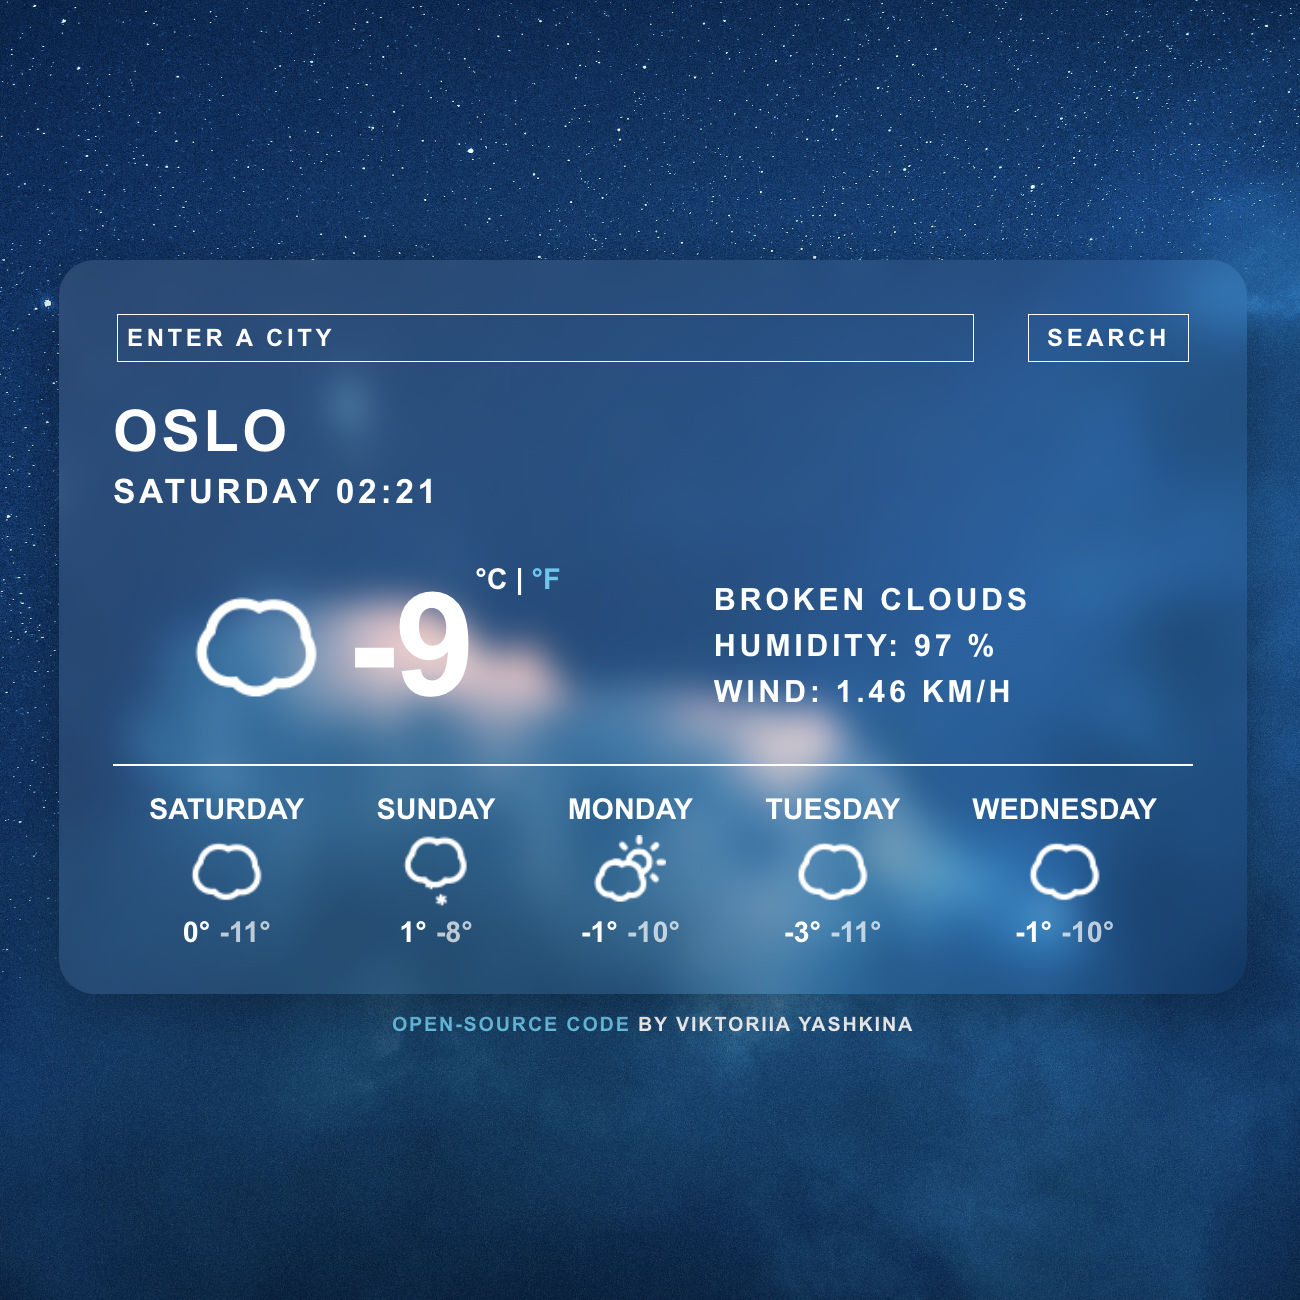 ENTER A CITY
SEARCH
OSLO
SATURDAY 02:21
-9 °C | °F
BROKEN CLOUDS
HUMIDITY: 97 %
WIND: 1.46 KM/H
SATURDAY SUNDAY MONDAY TUESDAY WEDNESDAY
0° -11° 1° -8° -1° -10° -3° -11° -1° -10°
OPEN-SOURCE CODE BY VIKTORIIA YASHKINA